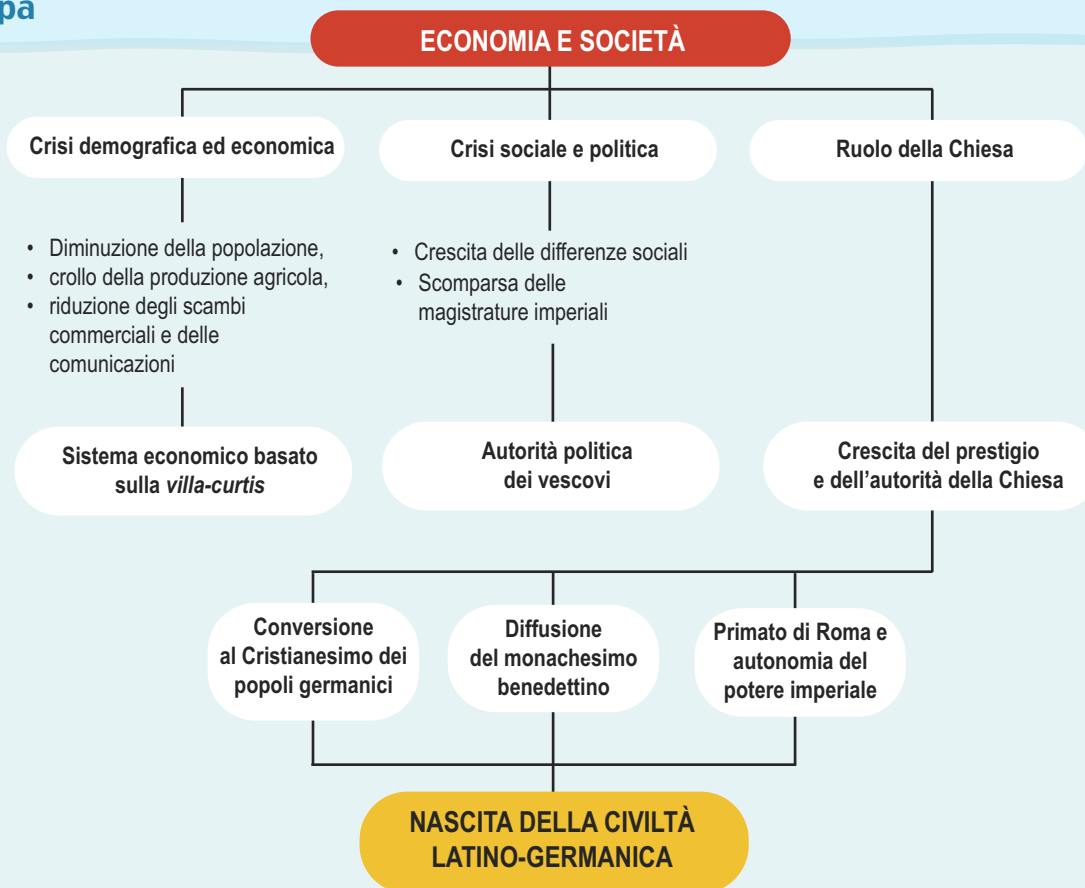 ECONOMIA E SOCIETÀ
Crisi demografica ed economica
Crisi sociale e politica
Ruolo della Chiesa
• Diminuzione della popolazione,
• crollo della produzione agricola,
• riduzione degli scambi
commerciali e delle
comunicazioni
• Crescita delle differenze sociali
• Scomparsa delle
magistrature imperiali
Sistema economico basato
sulla villa-curtis
Autorità politica
dei vescovi
Crescita del prestigio
e dell'autorità della Chiesa
Conversione
al Cristianesimo dei
popoli germanici
Diffusione
del monachesimo
benedettino
Primato di Roma e
autonomia del
potere imperiale
NASCITA DELLA CIVILTÀ
LATINO-GERMANICA